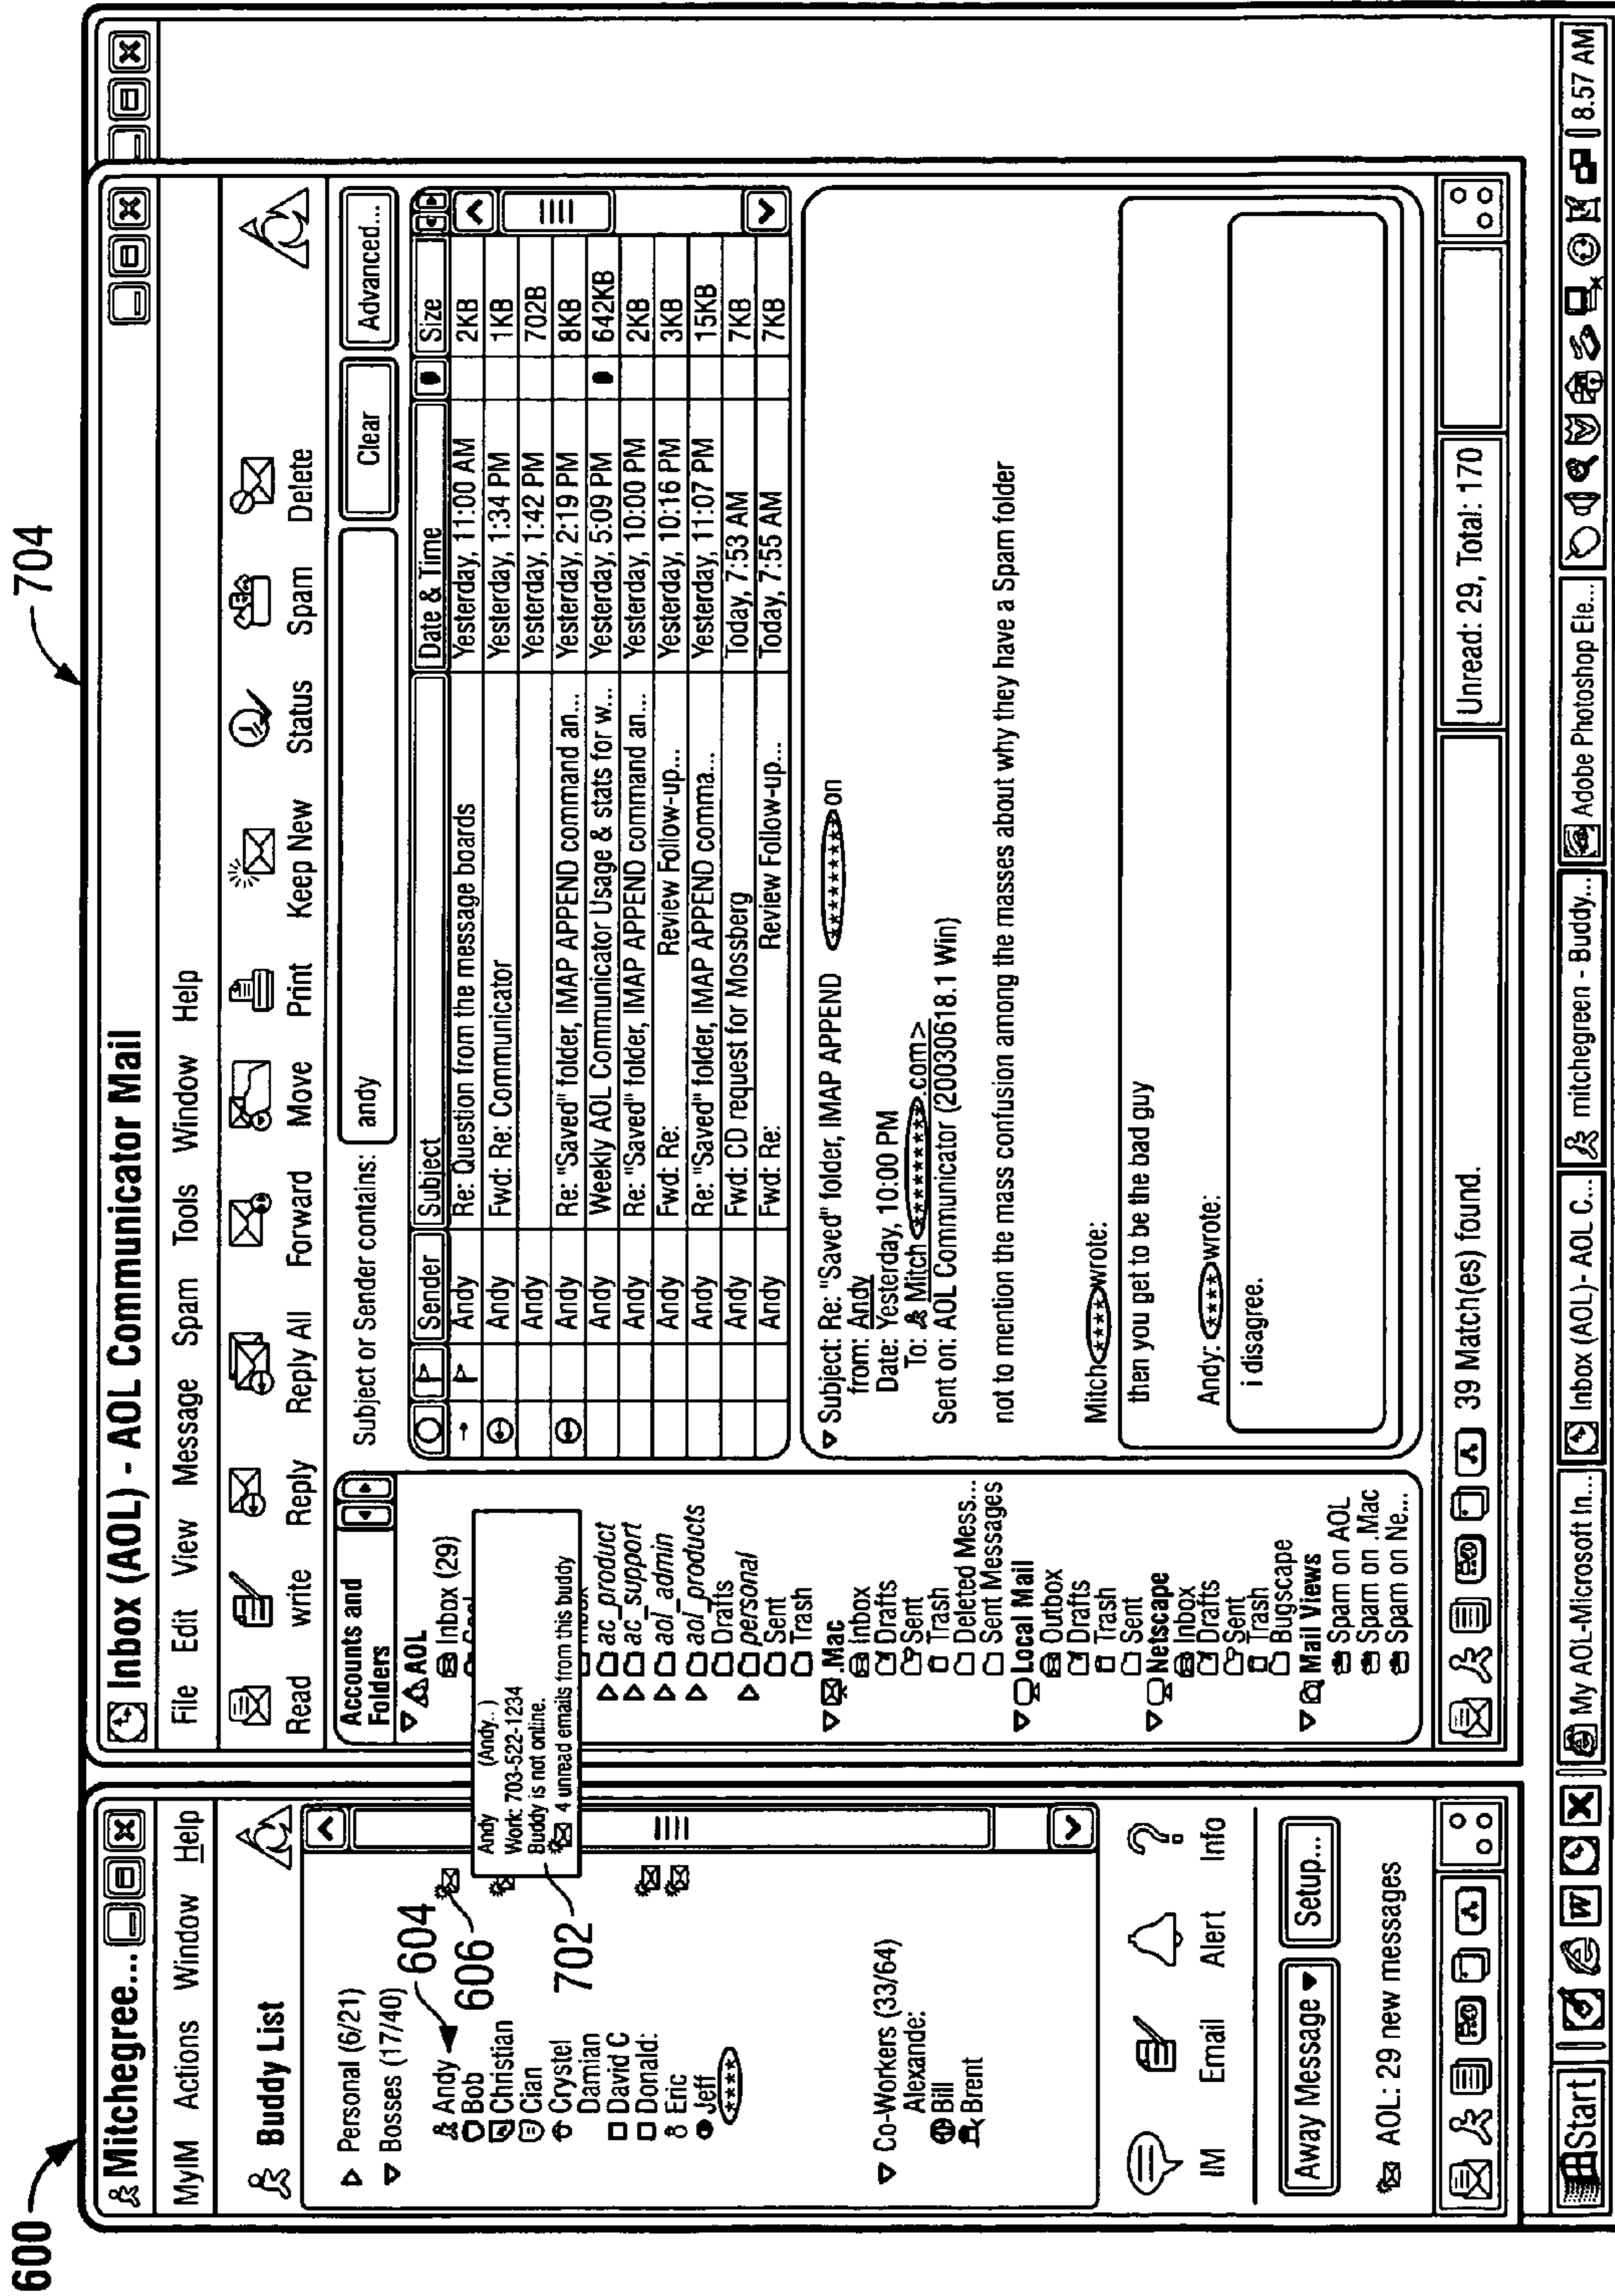 600
704
Mitchegree...
MyIM Actions Window Help
Buddy List
Personal (6/21)
Bosses (17/40)
Andy
604
Bob
606
Christian
Cian
702
Crystel
Damian
David C
Donald:
Eric
Jeff
****
Co-Workers (33/64)
Alexande:
Bill
Brent
IM Email Alert Info
Away Message Setup...
AOL: 29 new messages
Inbox (AOL) - AOL Communicator Mail
File Edit View Message Spam Tools Window Help
Read write Reply Reply All Forward Move Print Keep New Status Spam Delete
Accounts and
Folders
AOL
Inbox (29)
Andy (Andy..)
Work: 703-522-1234
Buddy is not online.
4 unread emails from this buddy
ac_product
ac_support
aol_admin
aol_products
Drafts
personal
Sent
Trash
.Mac
Inbox
Drafts
Sent
Trash
Deleted Mess...
Sent Messages
Local Mail
Outbox
Drafts
Trash
Sent
Netscape
Inbox
Drafts
Sent
Trash
Bugscape
Mail Views
Spam on AOL
Spam on .Mac
Spam on Ne...
Subject or Sender contains: andy Clear Advanced...
Sender Subject Date & Time Size
Andy Re: Question from the message boards Yesterday, 11:00 AM 2KB
Andy Fwd: Re: Communicator Yesterday, 1:34 PM 1KB
Andy Yesterday, 1:42 PM 702B
Andy Re: "Saved" folder, IMAP APPEND command an... Yesterday, 2:19 PM 8KB
Andy Weekly AOL Communicator Usage & stats for w... Yesterday, 5:09 PM 642KB
Andy Re: "Saved" folder, IMAP APPEND command an... Yesterday, 10:00 PM 2KB
Andy Fwd: Re: Review Follow-up... Yesterday, 10:16 PM 3KB
Andy Re: "Saved" folder, IMAP APPEND comma... Yesterday, 11:07 PM 15KB
Andy Fwd: CD request for Mossberg Today, 7:53 AM 7KB
Andy Fwd: Re: Review Follow-up... Today, 7:55 AM 7KB
Subject: Re: "Saved" folder, IMAP APPEND ********* on
from: Andy
Date: Yesterday, 10:00 PM
To: Mitch ********* .com>
Sent on: AOL Communicator (20030618.1 Win)
not to mention the mass confusion among the masses about why they have a Spam folder
Mitch **** wrote:
then you get to be the bad guy
Andy: **** wrote:
i disagree.
39 Match(es) found. Unread: 29, Total: 170
Start My AOL-Microsoft In... Inbox (AOL)- AOL C... mitchegreen - Buddy... Adobe Photoshop Ele... 8.57 AM